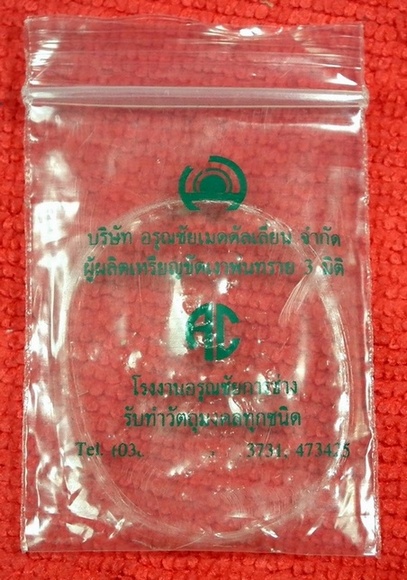 บริษัท อรุณชัยเมดดัลเลี่ยน จำกัด
ผู้ผลิตเหรียญขัดเงาพ่นทราย 3 มิติ
AC
โรงงานอรุณชัยการช่าง
รับทำวัตถุมงคลทุกชนิด
Tel. (03 3731, 473425